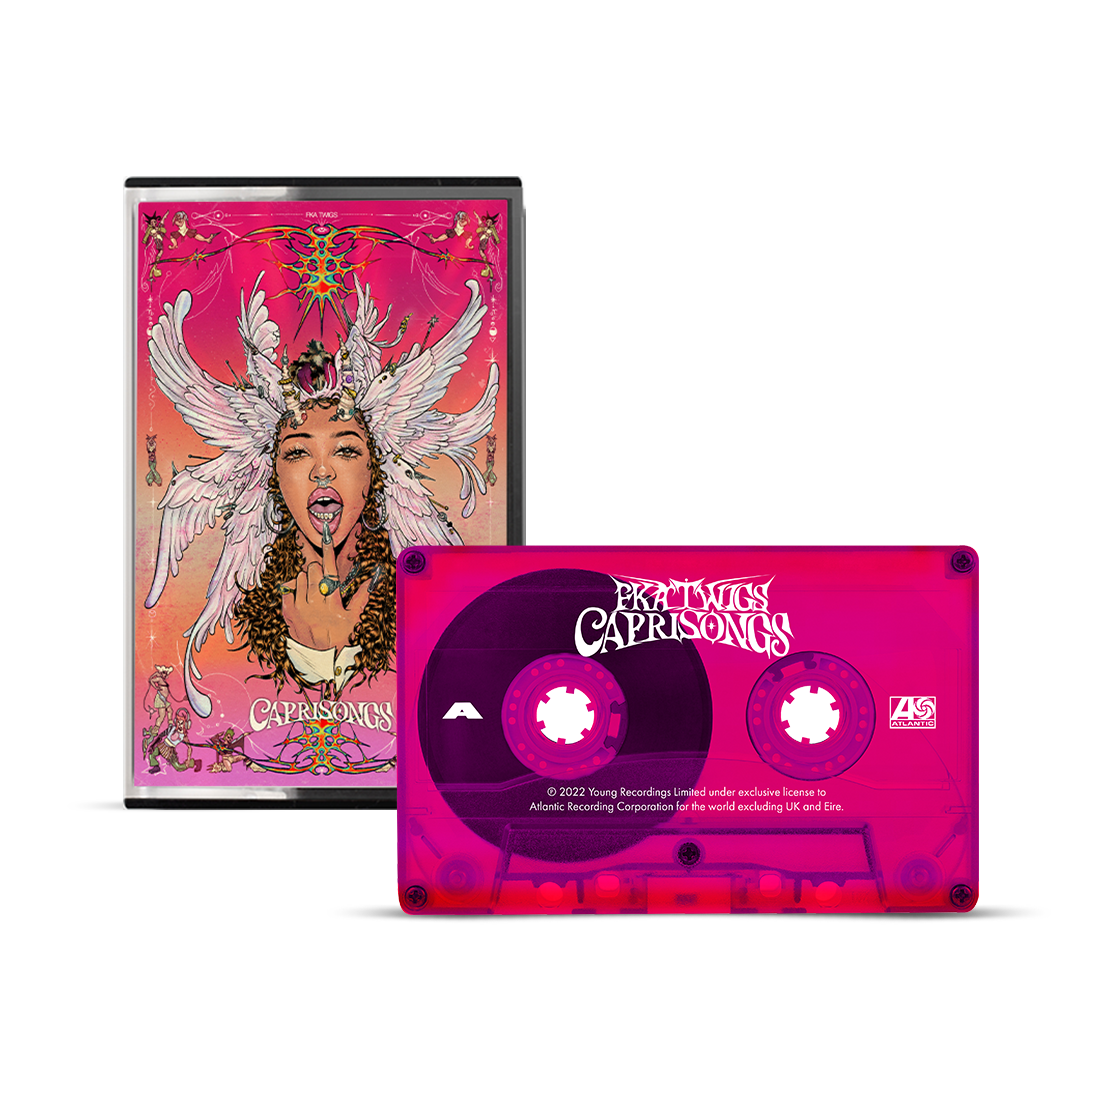 FKA TWIGS
CAPRISONGS
FKA TWIGS
CAPRISONGS
A
ATLANTIC
℗ 2022 Young Recordings Limited under exclusive license to
Atlantic Recording Corporation for the world excluding UK and Eire.